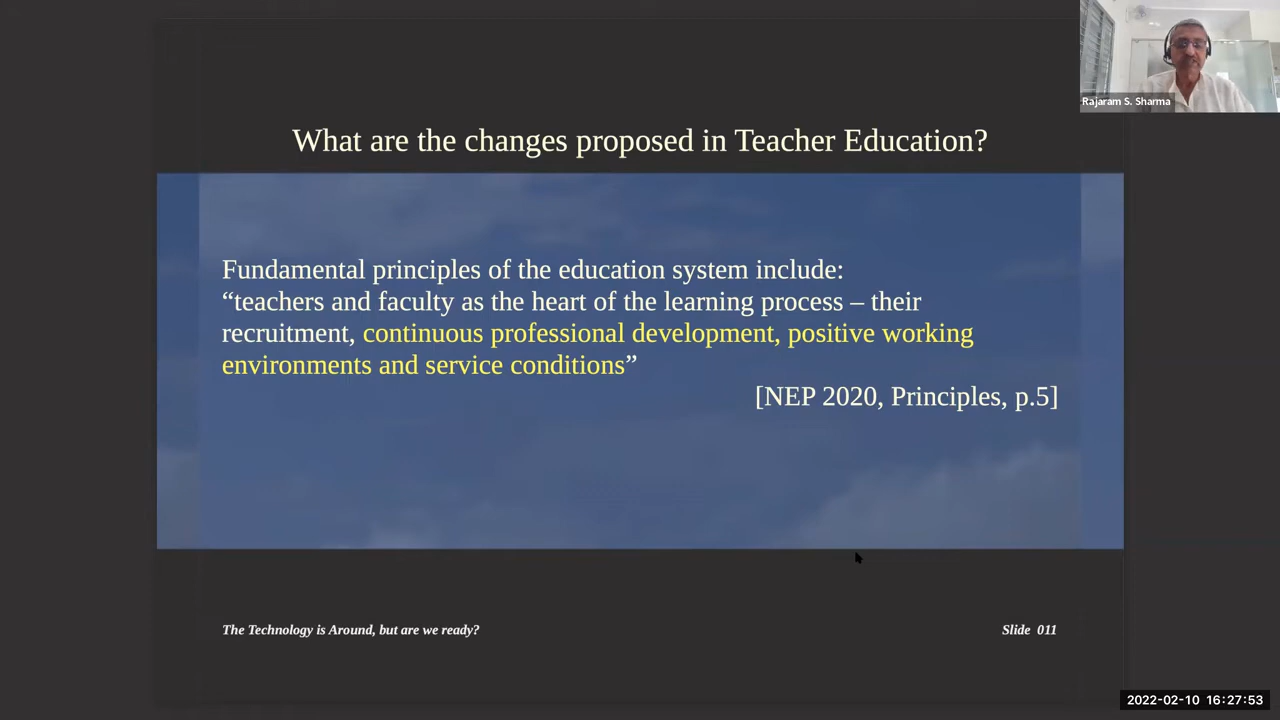 Rajaram S. Sharma
What are the changes proposed in Teacher Education?
Fundamental principles of the education system include:
“teachers and faculty as the heart of the learning process – their
recruitment, continuous professional development, positive working
environments and service conditions”
[NEP 2020, Principles, p.5]
The Technology is Around, but are we ready?
Slide 011
2022-02-10 16:27:53